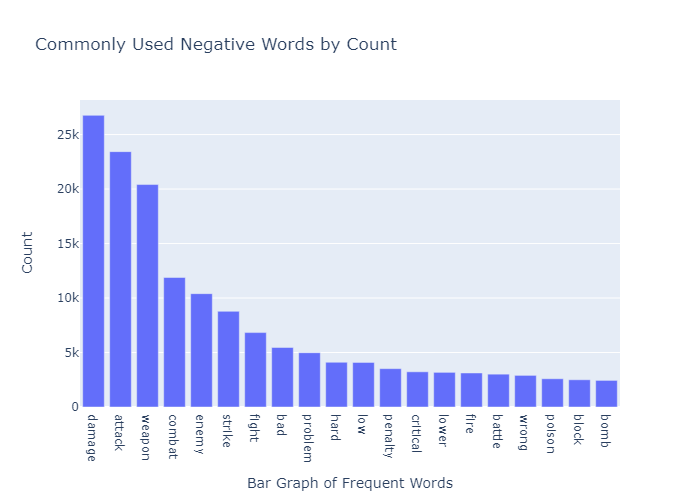 Commonly Used Negative Words by Count
Count
25k
20k
15k
10k
5k
0
damage
attack
weapon
combat
enemy
strike
fight
bad
problem
hard
low
penalty
critical
lower
fire
battle
wrong
poison
block
bomb
Bar Graph of Frequent Words